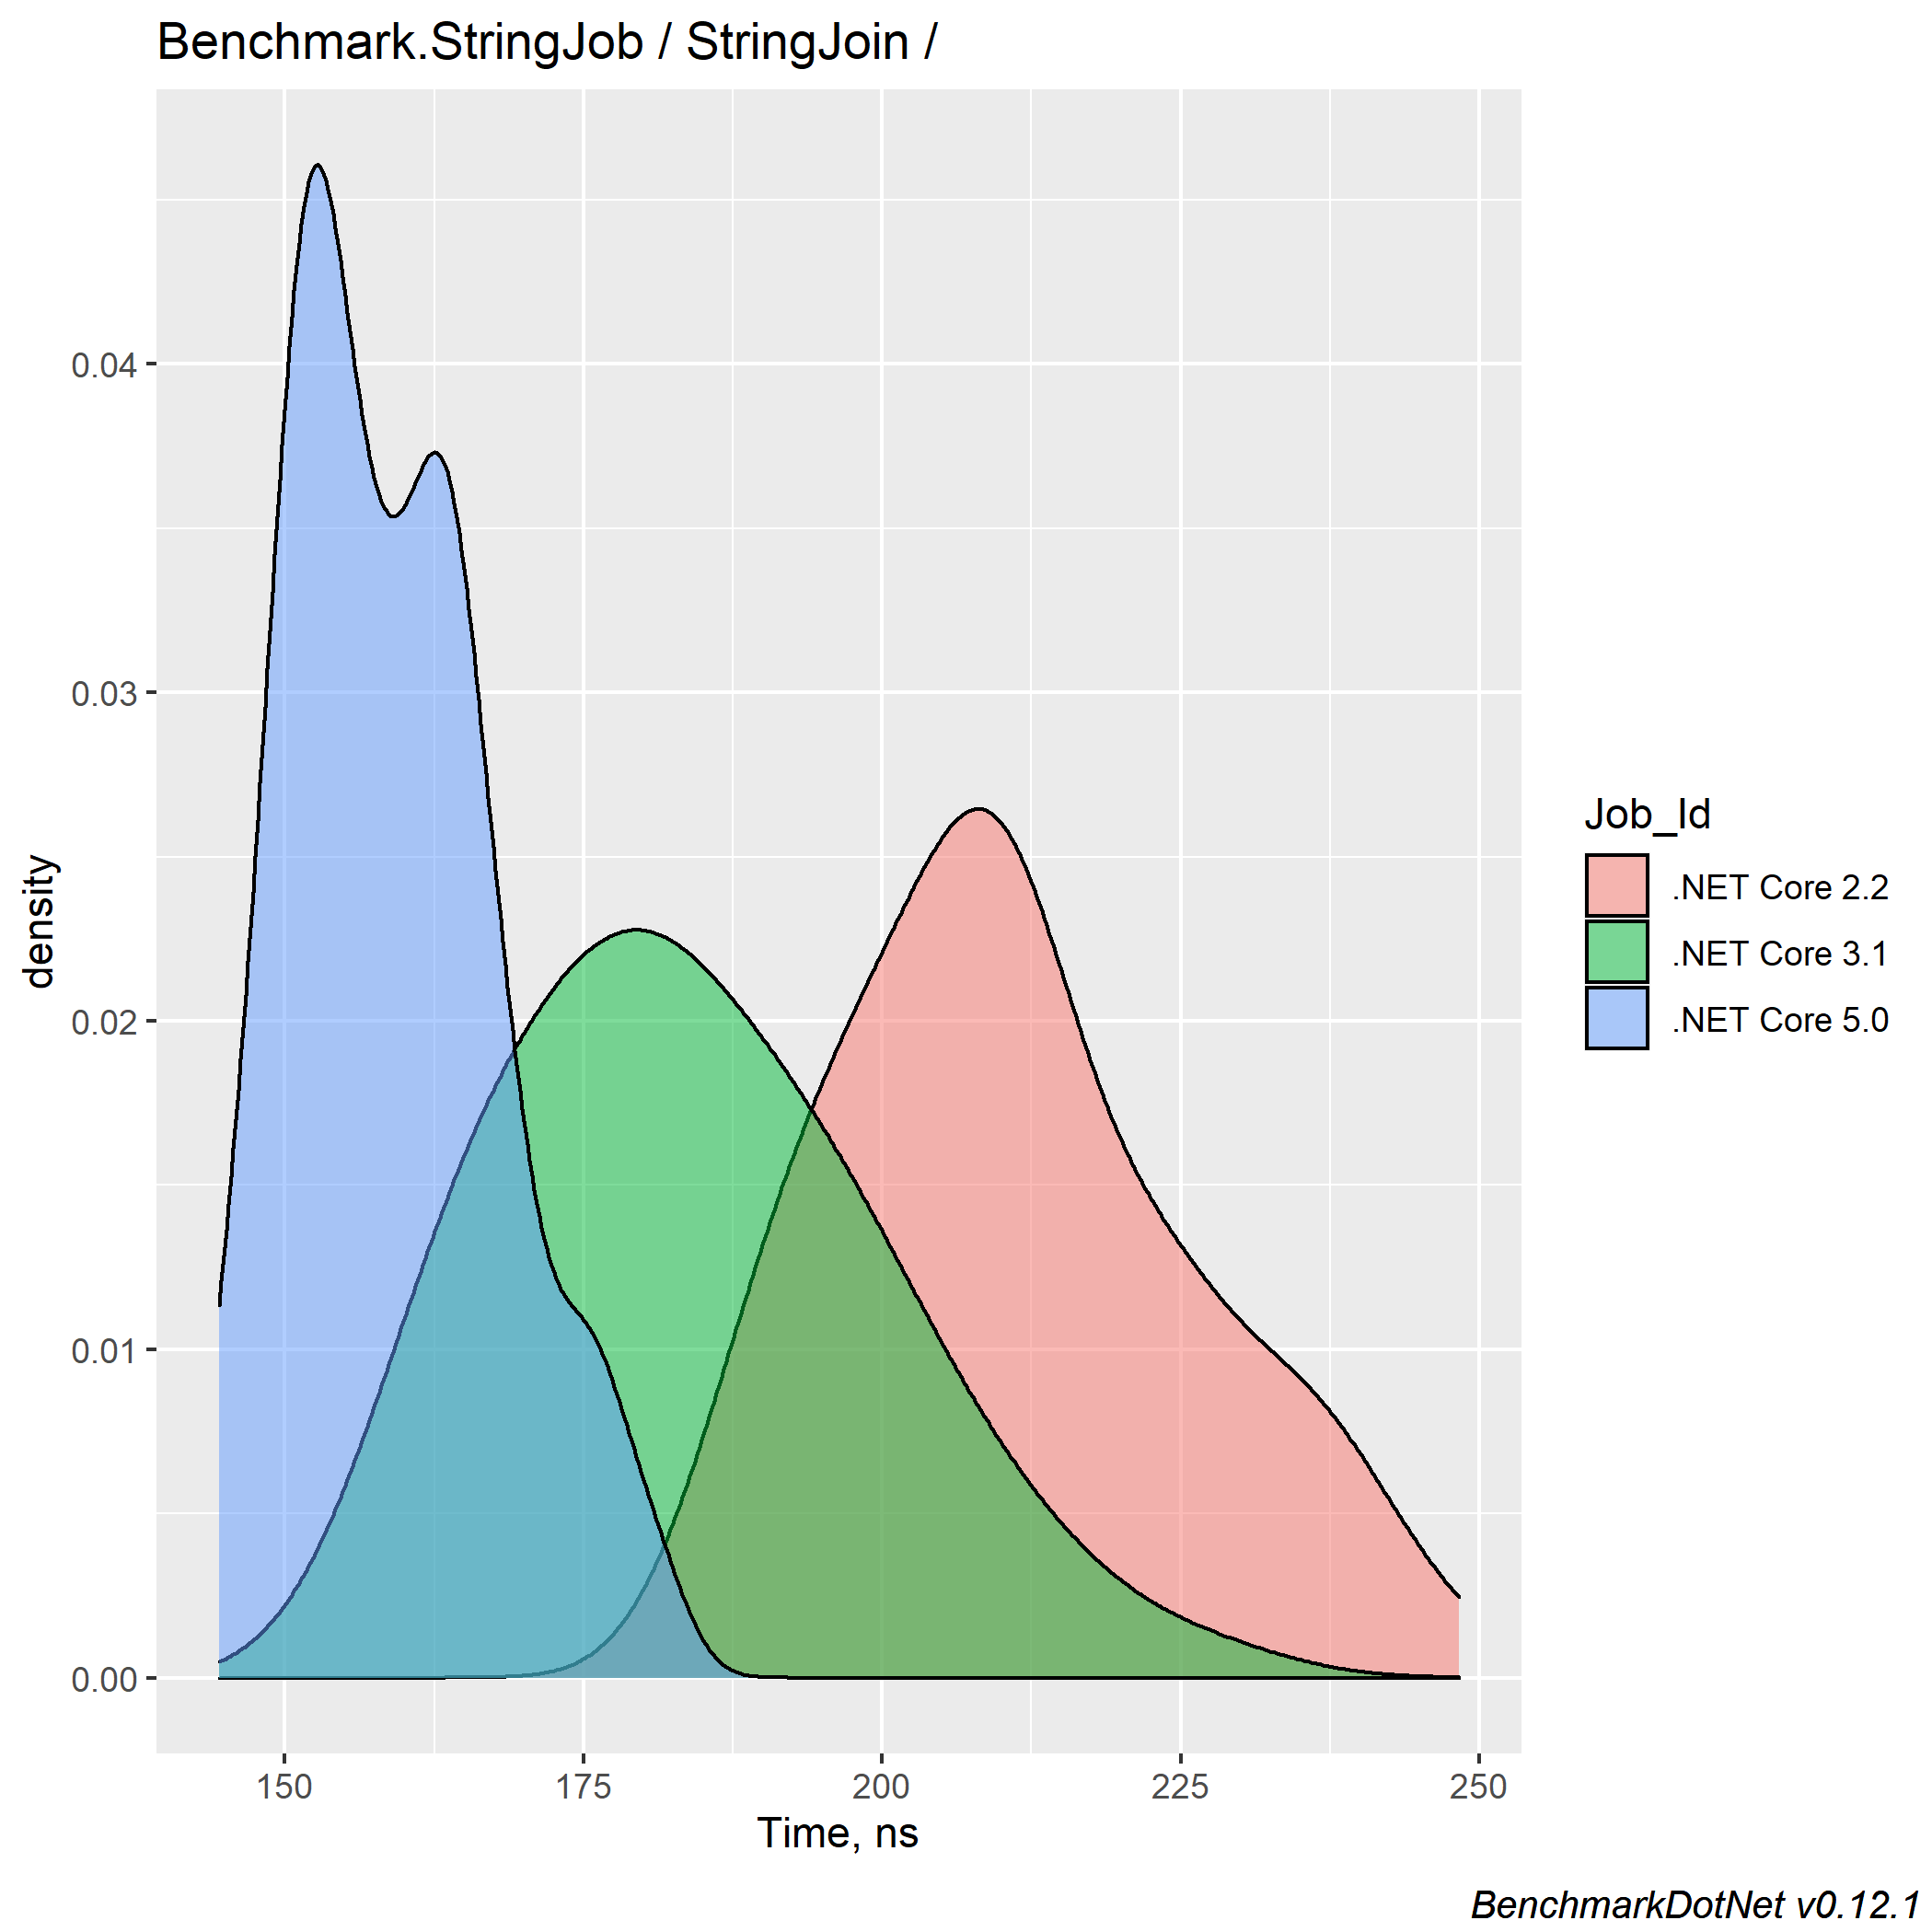 Benchmark.StringJob / StringJoin /
density
0.04
0.03
0.02
0.01
0.00
150 175 200 225 250
Time, ns
Job_Id
.NET Core 2.2
.NET Core 3.1
.NET Core 5.0
BenchmarkDotNet v0.12.1